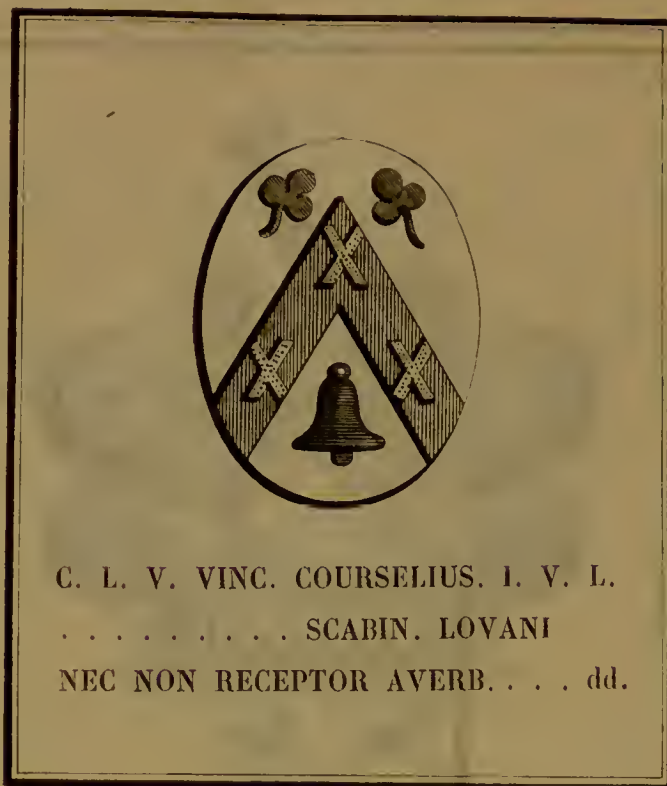 C. L. V. VINC. COURSELIUS. I. V. L.
. . . . . . . . . SCABIN. LOVANI
NEC NON RECEPTOR AVERB. . . . dd.